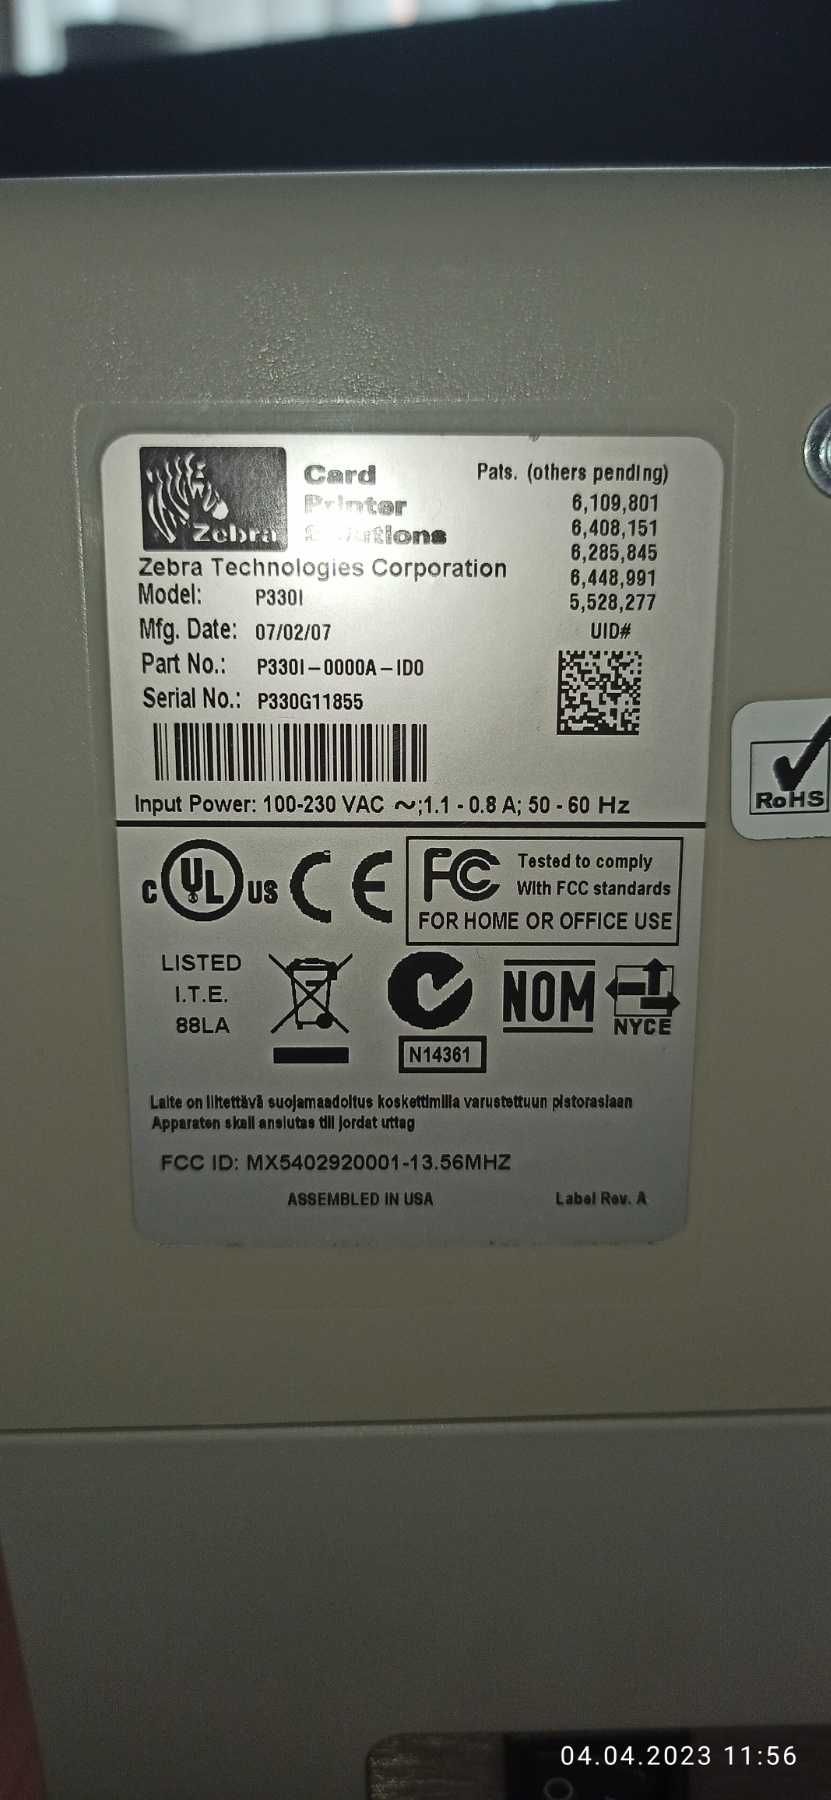 Zebra
Card
Printer
Solutions
Pats. (others pending)
6,109,801
6,408,151
6,285,845
6,448,991
5,528,277
UID#
Zebra Technologies Corporation
Model: P330I
Mfg. Date: 07/02/07
Part No.: P330I-0000A-ID0
Serial No.: P330G11855
Input Power: 100-230 VAC ~;1.1 - 0.8 A; 50 - 60 Hz
RoHS
C UL US
CE
FC Tested to comply
With FCC standards
FOR HOME OR OFFICE USE
LISTED
I.T.E.
88LA
N14361
NOM
NYCE
Laite on liitettävä suojamaadoitus koskettimilla varustettuun pistorasiaan
Apparaten skall anslutas till jordat uttag
FCC ID: MX5402920001-13.56MHZ
ASSEMBLED IN USA
Label Rev. A
04.04.2023 11:56